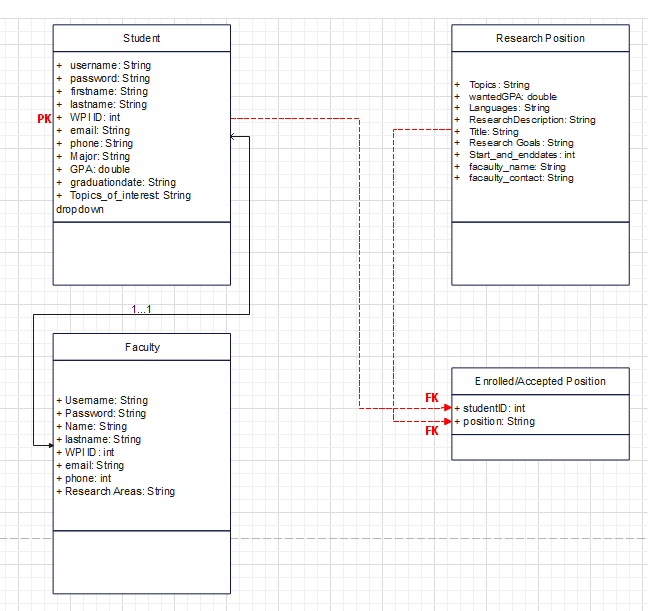 Student
+ username: String
+ password: String
+ firstname: String
+ lastname: String
PK
+ WPI ID: int
+ email: String
+ phone: String
+ Major: String
+ GPA: double
+ graduationdate: String
+ Topics_of_interest: String
dropdown
Research Position
+ Topics: String
+ wantedGPA: double
+ Languages: String
+ ResearchDescription: String
+ Title: String
+ Research Goals: String
+ Start_and_enddates: int
+ facaulty_name: String
+ facaulty_contact: String
1...1
Faculty
+ Username: String
+ Password: String
+ Name: String
+ lastname: String
+ WPI ID: int
+ email: String
+ phone: int
+ Research Areas: String
Enrolled/Accepted Position
FK
+ studentID: int
+ position: String
FK